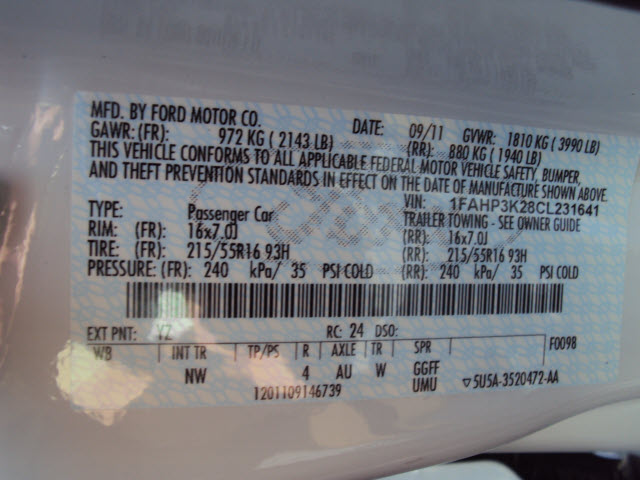 MFD. BY FORD MOTOR CO.
DATE: 09/11 GVWR: 1810 KG ( 3990 LB)
GAWR: (FR): 972 KG ( 2143 LB) (RR): 880 KG ( 1940 LB)
THIS VEHICLE CONFORMS TO ALL APPLICABLE FEDERAL MOTOR VEHICLE SAFETY, BUMPER,
AND THEFT PREVENTION STANDARDS IN EFFECT ON THE DATE OF MANUFACTURE SHOWN ABOVE.
VIN: 1FAHP3K28CL231641
TYPE: Passenger Car TRAILER TOWING - SEE OWNER GUIDE
RIM: (FR): 16x7.0J (RR): 16x7.0J
TIRE: (FR): 215/55R16 93H (RR): 215/55R16 93H
PRESSURE: (FR): 240 kPa/ 35 PSI COLD (RR): 240 kPa/ 35 PSI COLD
EXT PNT: YZ RC: 24 DSO:
WB INT TR TP/PS R AXLE TR SPR F0098
NW 4 AU W GGFF
UMU
1201109146739 ▽5U5A-3520472-AA